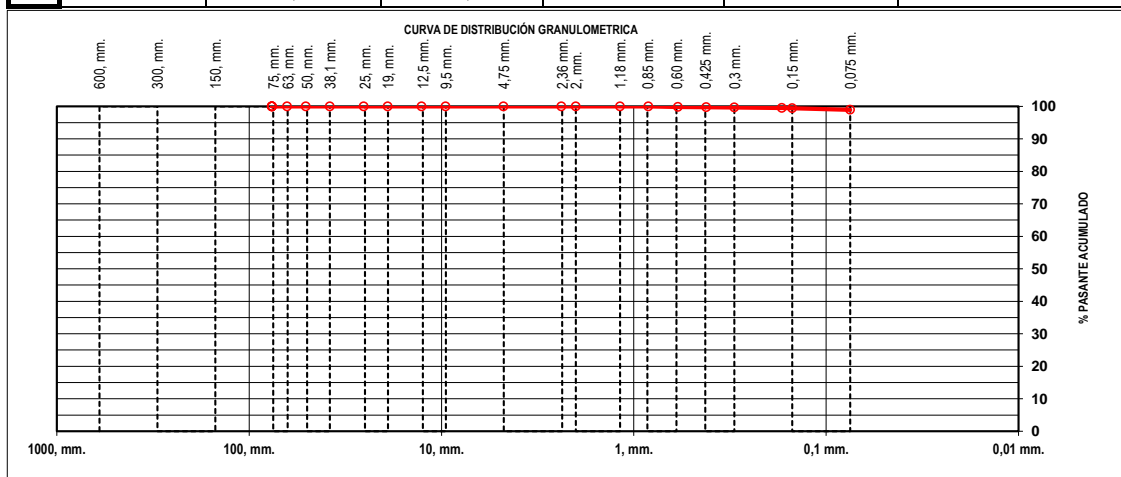 CURVA DE DISTRIBUCIÓN GRANULOMETRICA
600, mm.
300, mm.
150, mm.
75, mm.
63, mm.
50, mm.
38,1 mm.
25, mm.
19, mm.
12,5 mm.
9,5 mm.
4,75 mm.
2,36 mm.
2, mm.
1,18 mm.
0,85 mm.
0,60 mm.
0,425 mm.
0,3 mm.
0,15 mm.
0,075 mm.
100
90
80
70
60
50
40
30
20
10
0
% PASANTE ACUMULADO
1000, mm.
100, mm.
10, mm.
1, mm.
0,1 mm.
0,01 mm.